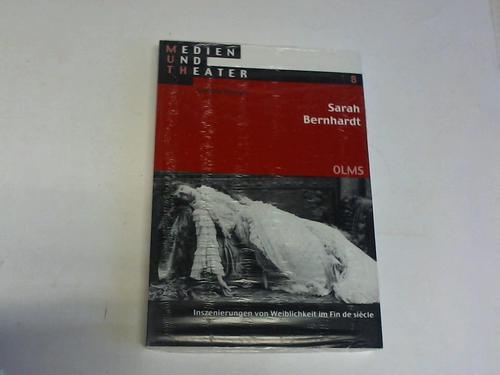 MEDIEN
UND
THEATER
8
Sarah
Bernhardt
OLMS
Inszenierungen von Weiblichkeit im Fin de siècle